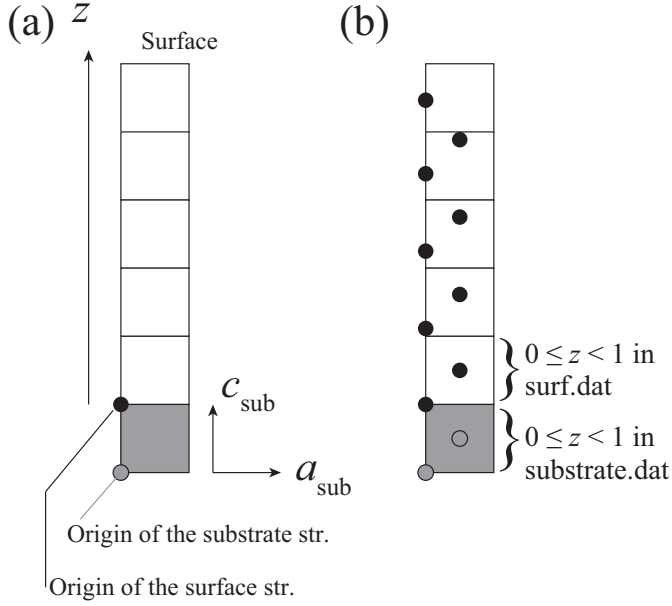 (a)
z
Surface
(b)
c_sub
a_sub
0 ≤ z < 1 in
surf.dat
0 ≤ z < 1 in
substrate.dat
Origin of the substrate str.
Origin of the surface str.